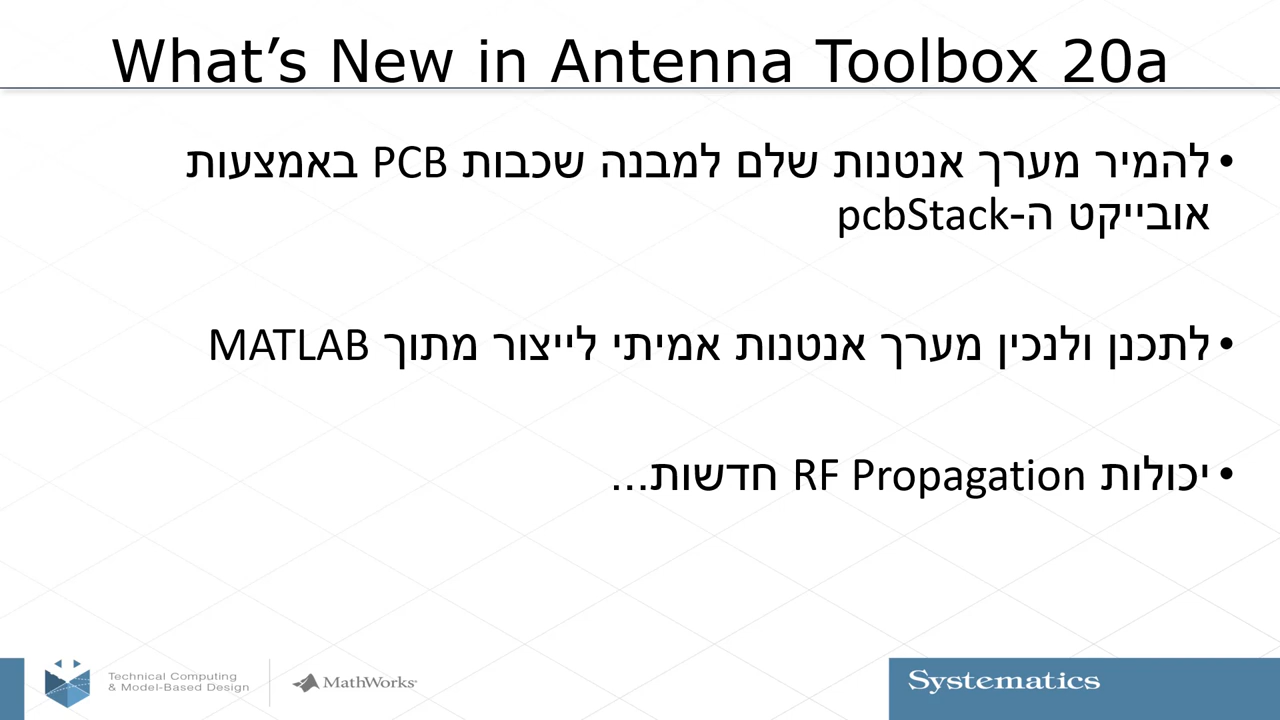 What’s New in Antenna Toolbox 20a
• להמיר מערך אנטנות שלם למבנה שכבות PCB באמצעות
אובייקט ה-pcbStack
• לתכנן ולנכין מערך אנטנות אמיתי לייצור מתוך MATLAB
• יכולות RF Propagation חדשות...
Technical Computing
& Model-Based Design
MathWorks
Systematics